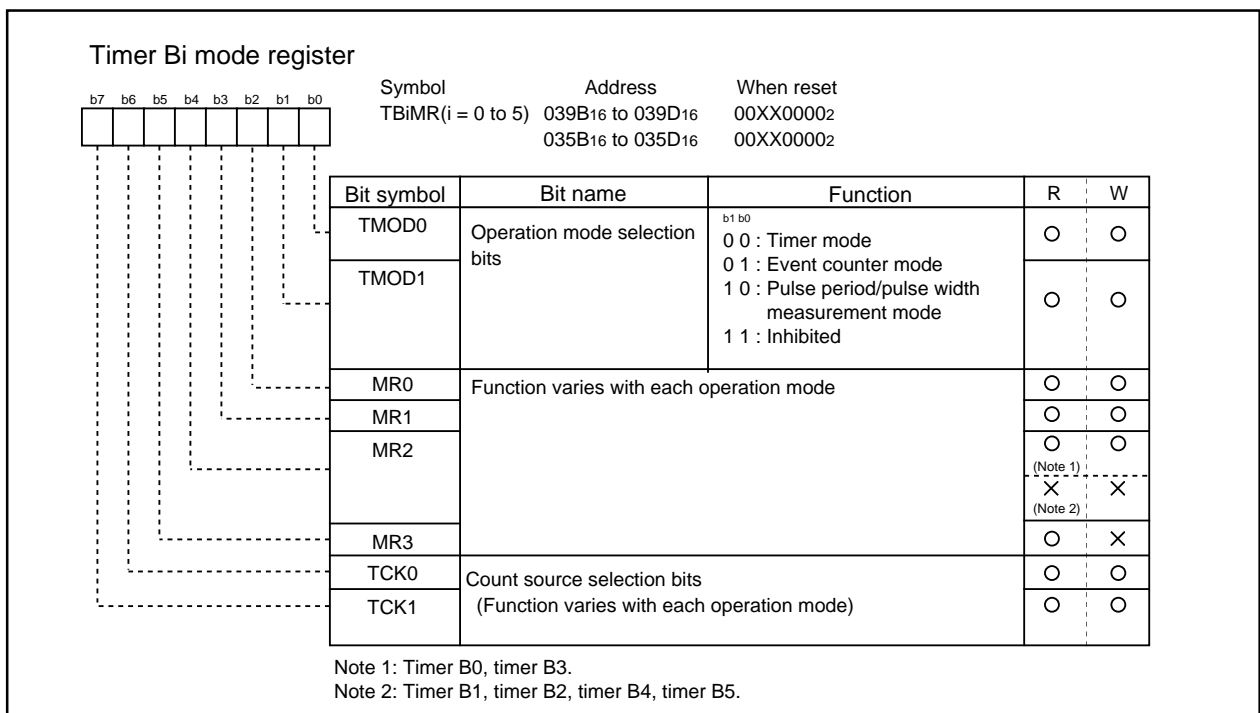 Timer Bi mode register
Symbol Address When reset
TBiMR(i = 0 to 5) 039B16 to 039D16 00XX00002
035B16 to 035D16 00XX00002
b7 b6 b5 b4 b3 b2 b1 b0
Bit symbol Bit name Function R W
TMOD0 Operation mode selection bits
TMOD1
b1 b0
0 0 : Timer mode
0 1 : Event counter mode
1 0 : Pulse period/pulse width
measurement mode
1 1 : Inhibited
MR0 Function varies with each operation mode
MR1
MR2
(Note 1)
(Note 2)
MR3
TCK0 Count source selection bits
TCK1 (Function varies with each operation mode)
Note 1: Timer B0, timer B3.
Note 2: Timer B1, timer B2, timer B4, timer B5.